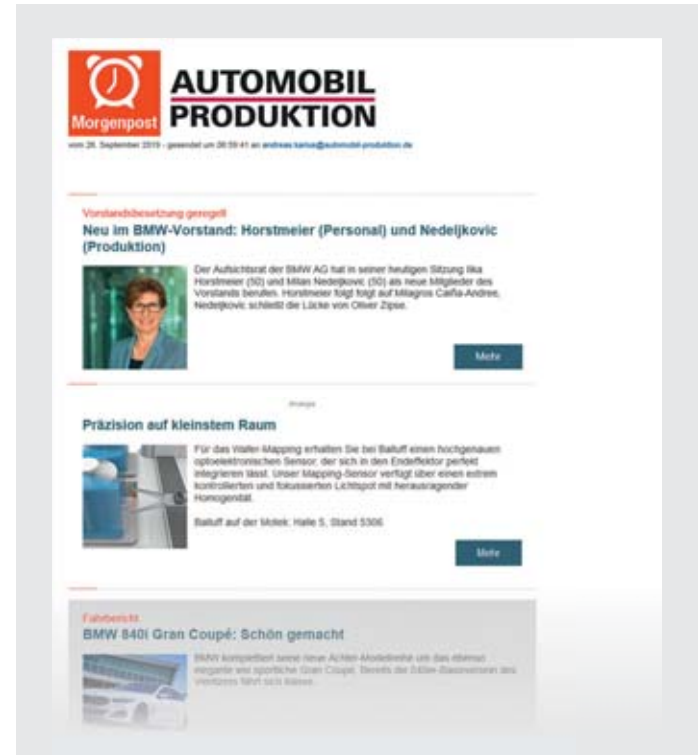 Morgenpost
AUTOMOBIL
PRODUKTION
vom 26. September 2019 - gesendet um 06:59:41 an andreas.karius@automobil-produktion.de
Vorstandsbesetzung geregelt
Neu im BMW-Vorstand: Horstmeier (Personal) und Nedeljkovic
(Produktion)
Der Aufsichtsrat der BMW AG hat in seiner heutigen Sitzung Ilka
Horstmeier (50) und Milan Nedeljkovic (50) als neue Mitglieder des
Vorstands berufen. Horstmeier folgt folgt auf Milagros Caiña-Andree,
Nedeljkovic schließt die Lücke von Oliver Zipse.
Mehr
Anzeige
Präzision auf kleinstem Raum
Für das Wafer-Mapping erhalten Sie bei Balluff einen hochgenauen
optoelektronischen Sensor, der sich in den Endeffektor perfekt
integrieren lässt. Unser Mapping-Sensor verfügt über einen extrem
kontrollierten und fokussierten Lichtspot mit herausragender
Homogenität.
Balluff auf der Motek: Halle 5, Stand 5306
Mehr
Fahrbericht
BMW 840i Gran Coupé: Schön gemacht
BMW komplettiert seine neue Achter-Modellreihe um das ebenso
elegante wie sportliche Gran Coupé. Bereits die Basisversion des
Viertürers fährt sich klasse.